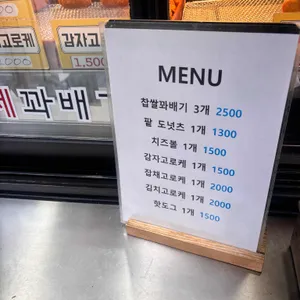 고로케
1,000
감자고
1,500
꽈배기
MENU
찹쌀꽈배기 3개 2500
팥 도넛츠 1개 1300
치즈볼 1개 1500
감자고로케 1개 1500
잡채고로케 1개 2000
김치고로케 1개 2000
핫도그 1개 1500